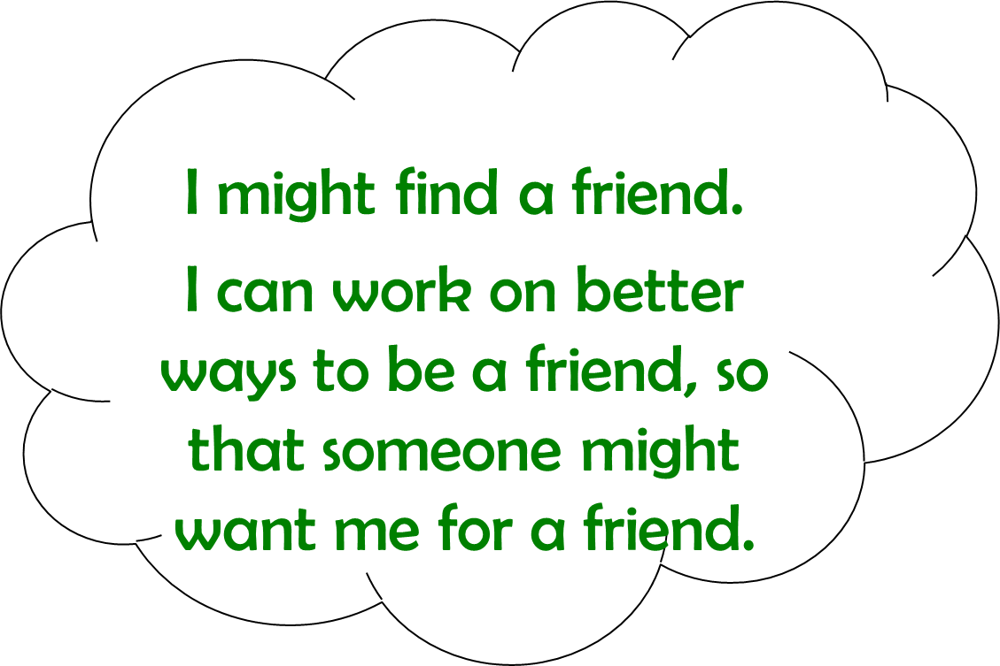 I might find a friend.
I can work on better
ways to be a friend, so
that someone might
want me for a friend.